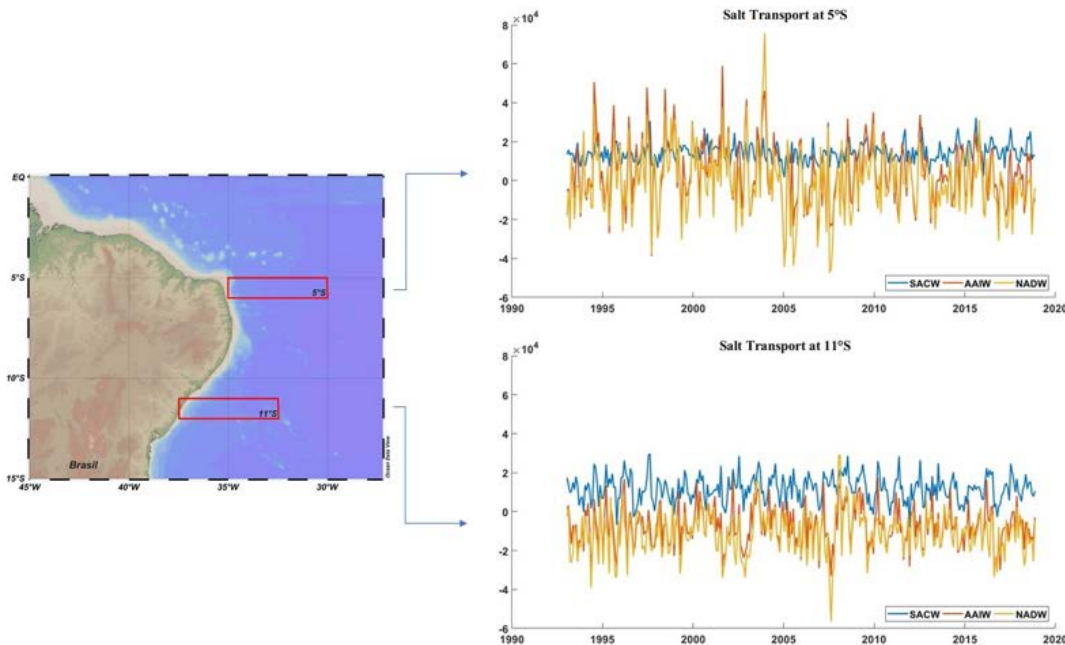 EQ
5°S
10°S
15°S
45°W 40°W 35°W 30°W
5°S
11°S
Brasil
Ocean Data View
Salt Transport at 5°S
×10⁴
8
6
4
2
0
-2
-4
-6
1990 1995 2000 2005 2010 2015 2020
SACW AAIW NADW
Salt Transport at 11°S
×10⁴
8
6
4
2
0
-2
-4
-6
1990 1995 2000 2005 2010 2015 2020
SACW AAIW NADW